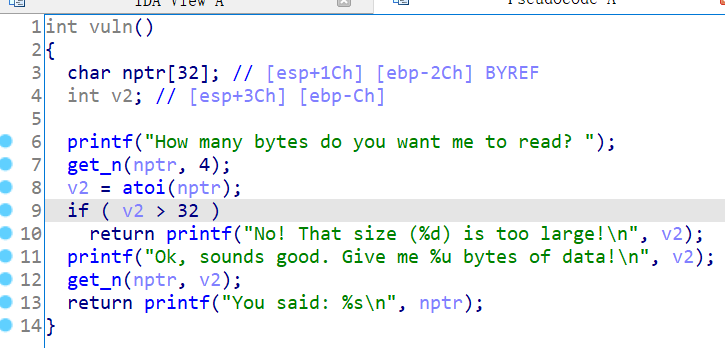 IDA View A
Pseudocode A
1 int vuln()
2 {
3   char nptr[32]; // [esp+1Ch] [ebp-2Ch] BYREF
4   int v2; // [esp+3Ch] [ebp-Ch]
5
6   printf("How many bytes do you want me to read? ");
7   get_n(nptr, 4);
8   v2 = atoi(nptr);
9   if ( v2 > 32 )
10     return printf("No! That size (%d) is too large!\n", v2);
11   printf("Ok, sounds good. Give me %u bytes of data!\n", v2);
12   get_n(nptr, v2);
13   return printf("You said: %s\n", nptr);
14 }